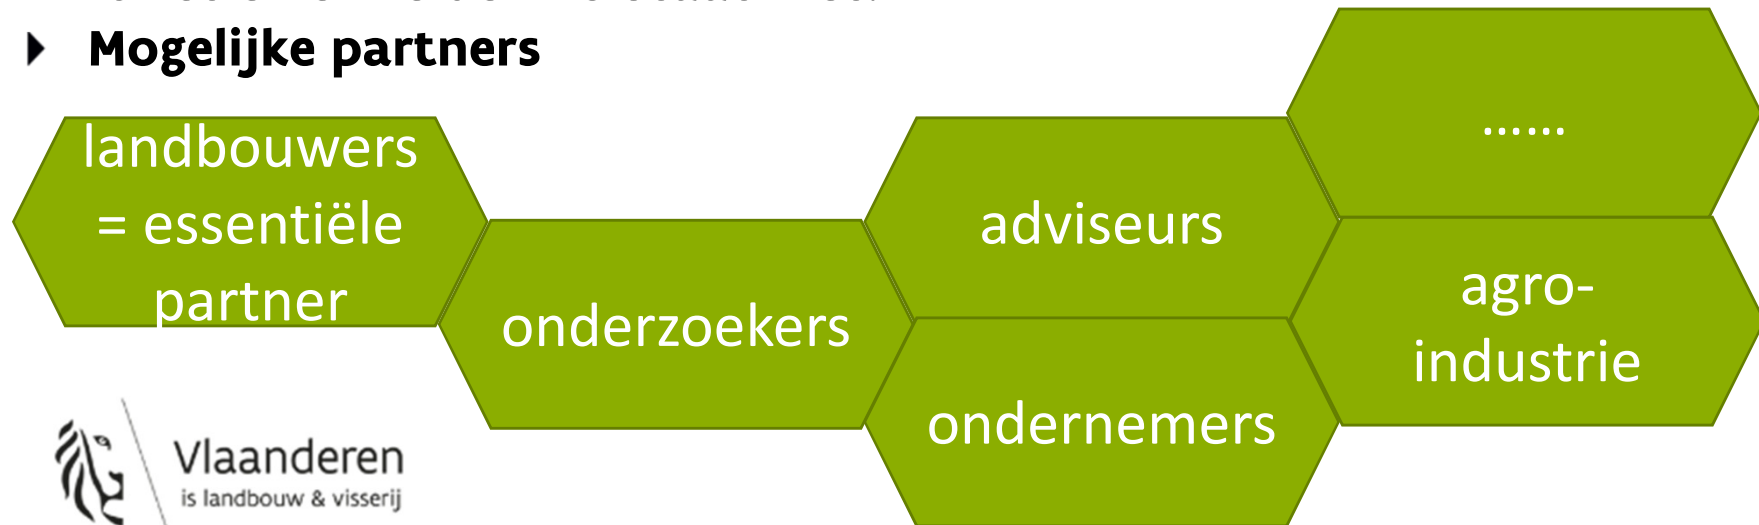 Mogelijke partners
landbouwers
= essentiële
partner
onderzoekers
adviseurs
ondernemers
......
agro-
industrie
Vlaanderen
is landbouw & visserij